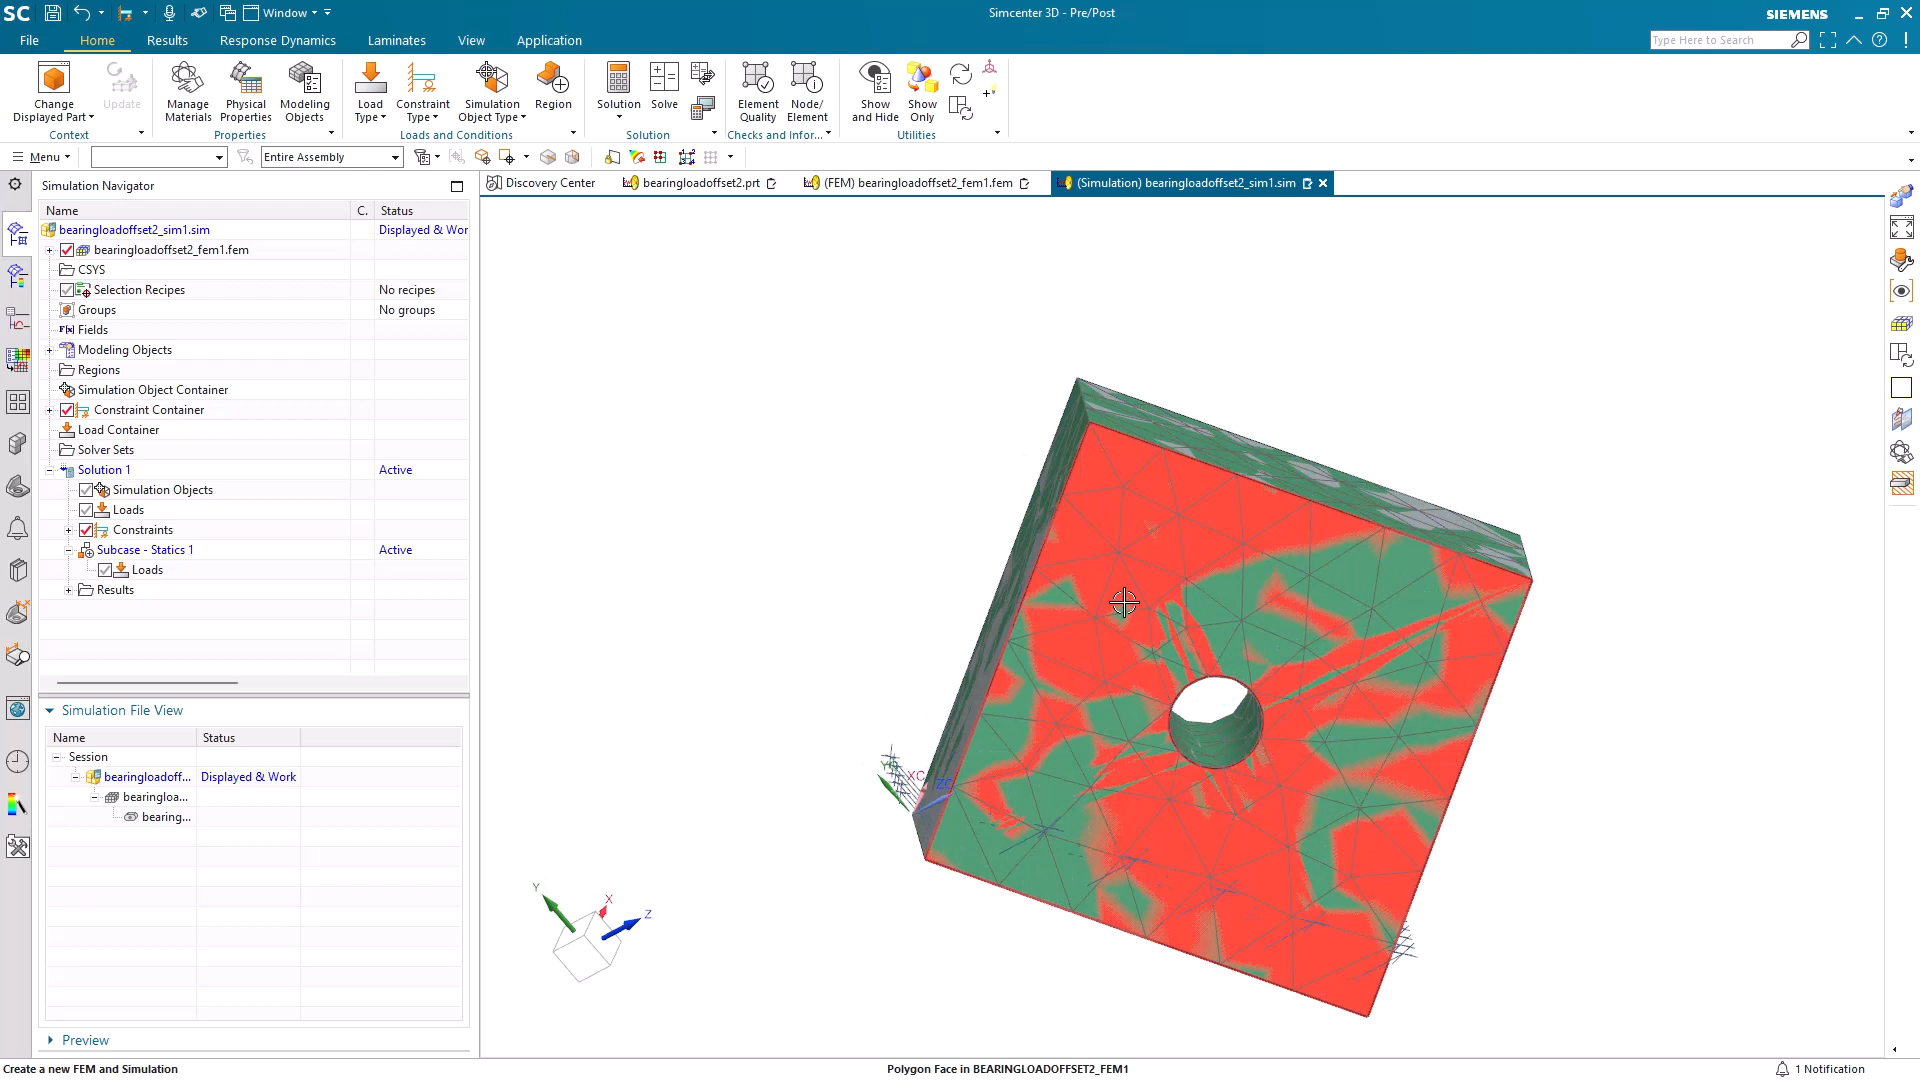 SC Window Simcenter 3D - Pre/Post SIEMENS
File Home Results Response Dynamics Laminates View Application Type Here to Search
Change Displayed Part
Update
Manage Materials
Physical Properties
Modeling Objects
Load Type
Constraint Type
Simulation Object Type
Region
Solution
Solve
Element Quality
Node/ Element
Show and Hide
Show Only
Context Properties Loads and Conditions Solution Checks and Infor... Utilities
Menu Entire Assembly
Simulation Navigator
Discovery Center bearingloadoffset2.prt (FEM) bearingloadoffset2_fem1.fem (Simulation) bearingloadoffset2_sim1.sim
Name C. Status
bearingloadoffset2_sim1.sim Displayed & Wor
bearingloadoffset2_fem1.fem
CSYS
Selection Recipes No recipes
Groups No groups
F(x) Fields
Modeling Objects
Regions
Simulation Object Container
Constraint Container
Load Container
Solver Sets
Solution 1 Active
Simulation Objects
Loads
Constraints
Subcase - Statics 1 Active
Loads
Results
Simulation File View
Name Status
Session
bearingloadoff... Displayed & Work
bearingloa...
bearing...
Preview
XC
ZC
Y
X
Z
Create a new FEM and Simulation Polygon Face in BEARINGLOADOFFSET2_FEM1 1 Notification